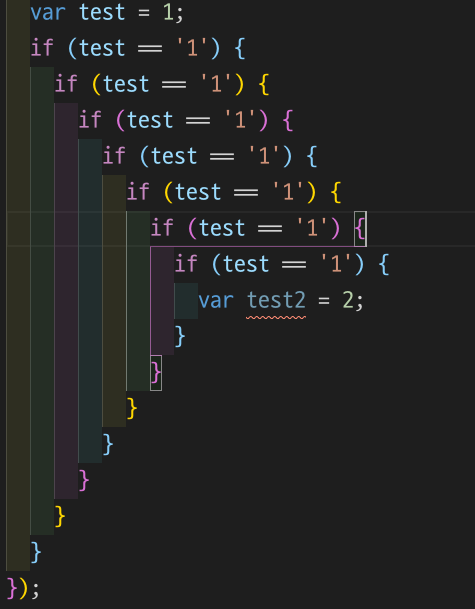 var test = 1;
if (test == '1') {
if (test == '1') {
if (test == '1') {
if (test == '1') {
if (test == '1') {
if (test == '1') {
if (test == '1') {
var test2 = 2;
}
}
}
}
}
}
}
});